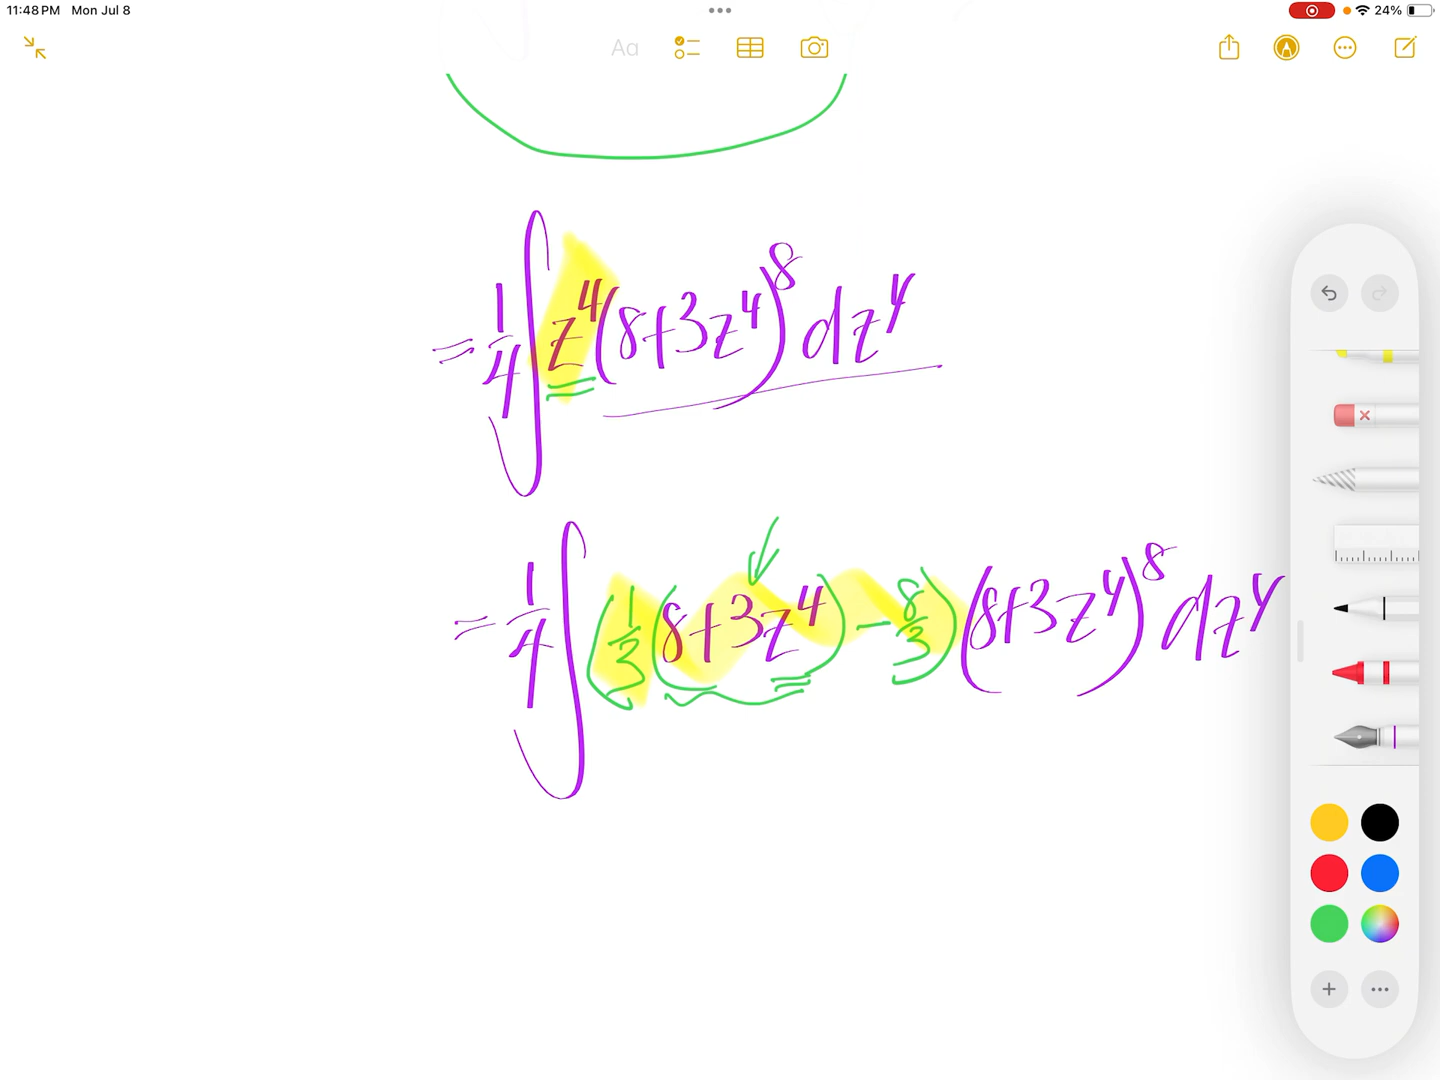 11:48 PM Mon Jul 8
24%
Aa
= 1/4 ∫ z⁴(8+3z⁴)⁸ dz⁴
= 1/4 ∫ (1/3(8+3z⁴) - 8/3)(8+3z⁴)⁸ dz⁴